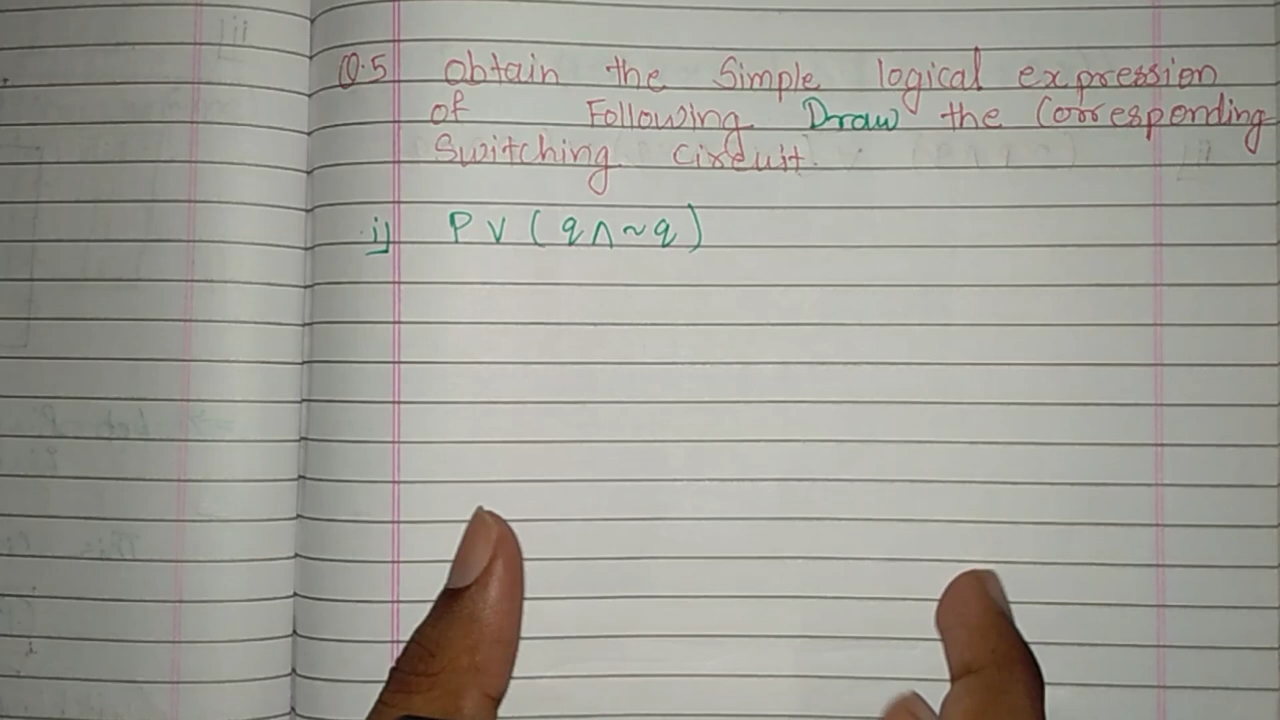 Q.5 Obtain the Simple logical expression
of Following Draw the Corresponding
Switching circuit.
i) P ∨ ( q ∧ ~ q )